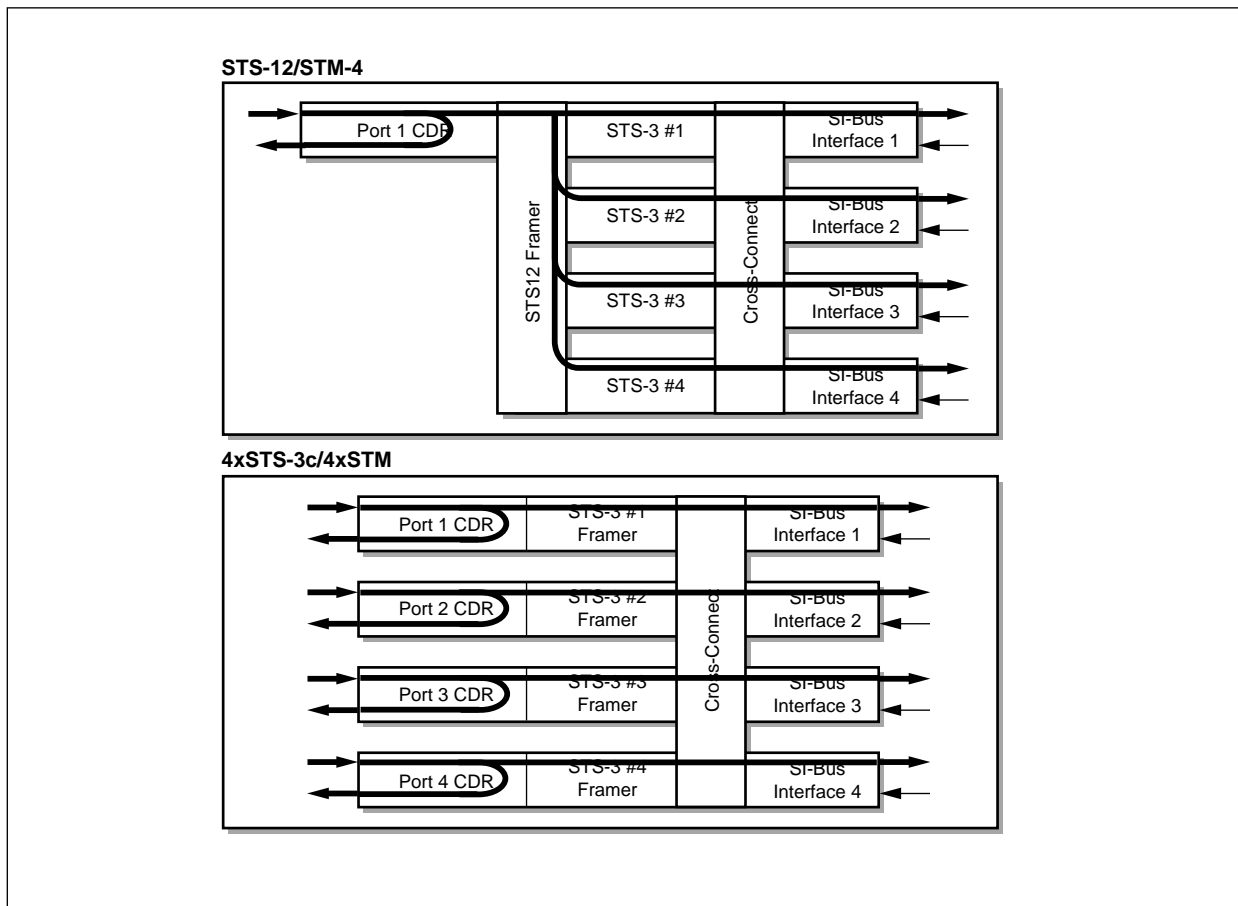 STS-12/STM-4
Port 1 CDR
STS12 Framer
STS-3 #1
Cross-Connect
SI-Bus
Interface 1
STS-3 #2
SI-Bus
Interface 2
STS-3 #3
SI-Bus
Interface 3
STS-3 #4
SI-Bus
Interface 4
4xSTS-3c/4xSTM
Port 1 CDR
STS-3 #1
Framer
Cross-Connect
SI-Bus
Interface 1
Port 2 CDR
STS-3 #2
Framer
SI-Bus
Interface 2
Port 3 CDR
STS-3 #3
Framer
SI-Bus
Interface 3
Port 4 CDR
STS-3 #4
Framer
SI-Bus
Interface 4